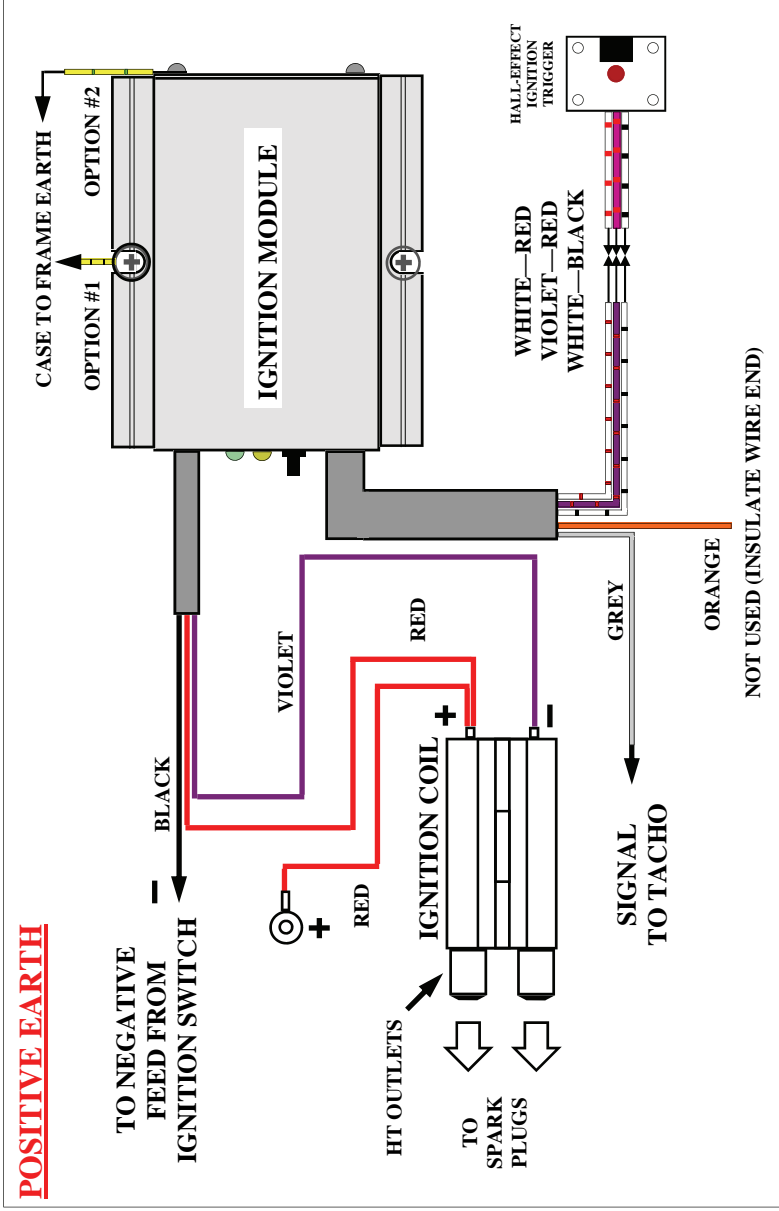 POSITIVE EARTH
TO NEGATIVE
FEED FROM
IGNITION SWITCH
−
BLACK
VIOLET
RED
RED
+
+
−
IGNITION COIL
HT OUTLETS
TO
SPARK
PLUGS
CASE TO FRAME EARTH
OPTION #1
OPTION #2
IGNITION MODULE
HALL-EFFECT
IGNITION
TRIGGER
WHITE—RED
VIOLET—RED
WHITE—BLACK
GREY
SIGNAL
TO TACHO
ORANGE
NOT USED (INSULATE WIRE END)